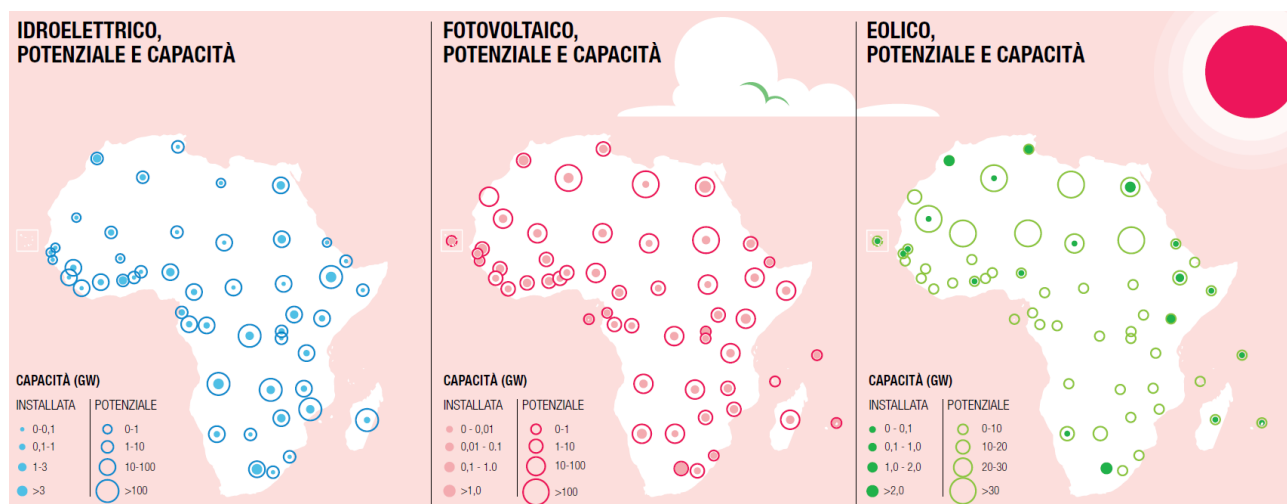 IDROELETTRICO,
POTENZIALE E CAPACITÀ
CAPACITÀ (GW)
INSTALLATA POTENZIALE
0-0,1 0-1
0,1-1 1-10
1-3 10-100
>3 >100
FOTOVOLTAICO,
POTENZIALE E CAPACITÀ
CAPACITÀ (GW)
INSTALLATA POTENZIALE
0 - 0,01 0-1
0,01 - 0.1 1-10
0,1 - 1.0 10-100
>1,0 >100
EOLICO,
POTENZIALE E CAPACITÀ
CAPACITÀ (GW)
INSTALLATA POTENZIALE
0 - 0,1 0-10
0,1 - 1,0 10-20
1,0 - 2,0 20-30
>2,0 >30